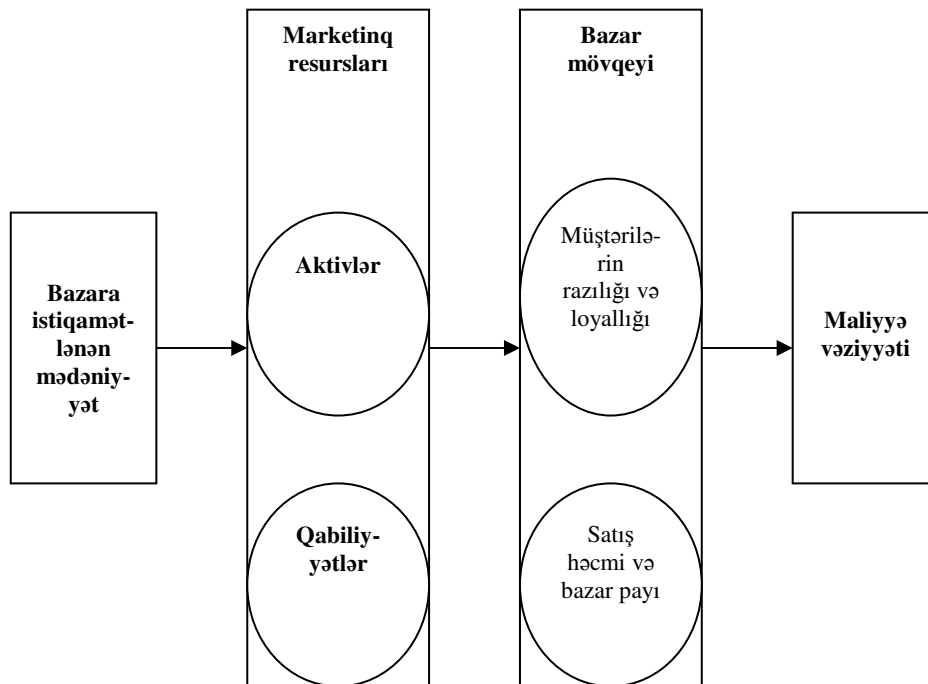 Marketinq
resursları
Bazar
mövqeyi
Bazara
istiqamət-
lənən
mədəniy-
yət
Aktivlər
Müştərilə-
rin
razılığı və
loyallığı
Maliyyə
vəziyyəti
Qabiliy-
yətlər
Satış
həcmi və
bazar payı